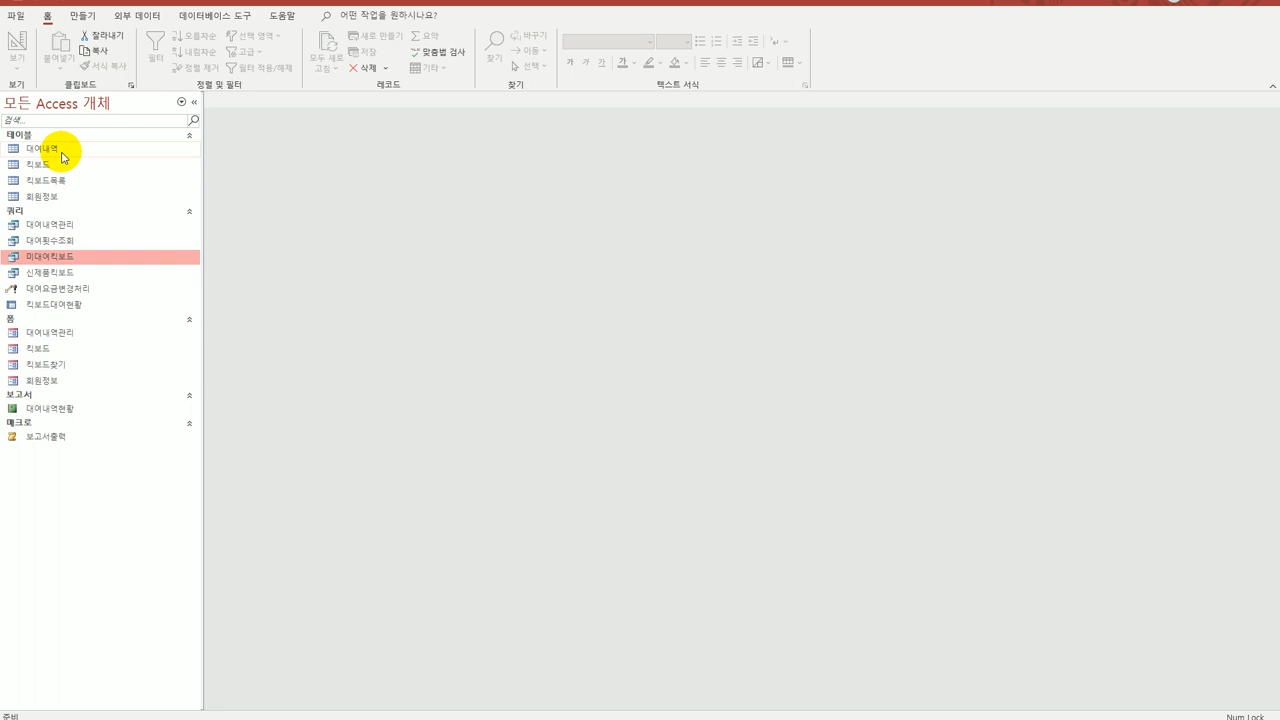 파일 홈 만들기 외부 데이터 데이터베이스 도구 도움말 어떤 작업을 원하시나요?
잘라내기 오름차순 선택 영역 새로 만들기 요약 바꾸기
보기 붙여넣기 복사 필터 내림차순 고급 모두 새로 고침 저장 맞춤법 검사 찾기 이동
서식 복사 정렬 제거 필터 적용/해제 삭제 기타 선택 가 가 가 가
보기 클립보드 정렬 및 필터 레코드 찾기 텍스트 서식
모든 Access 개체
검색...
테이블
대여내역
킥보드
킥보드목록
회원정보
쿼리
대여내역관리
대여횟수조회
미대여킥보드
신제품킥보드
대여요금변경처리
킥보드대여현황
폼
대여내역관리
킥보드
킥보드찾기
회원정보
보고서
대여내역현황
매크로
보고서출력
준비 Num Lock